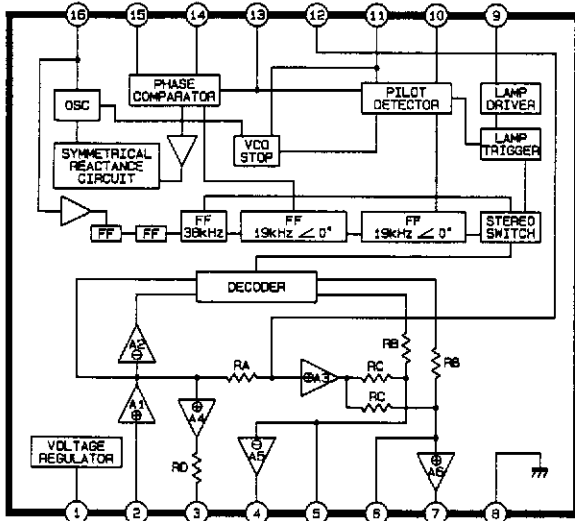 16 15 14 13 12 11 10 9
PHASE
COMPARATOR
PILOT
DETECTOR
LAMP
DRIVER
OSC
VCO
STOP
LAMP
TRIGGER
SYMMETRICAL
REACTANCE
CIRCUIT
FF
FF
FF
38kHz
FF
19kHz ∠ 0°
FF
19kHz ∠ 0°
STEREO
SWITCH
DECODER
A2
⊖
RA
RB
RB
⊕A3
RC
RC
A1
⊕
⊕
A4
⊖
A5
⊕
A6
RD
VOLTAGE
REGULATOR
1 2 3 4 5 6 7 8